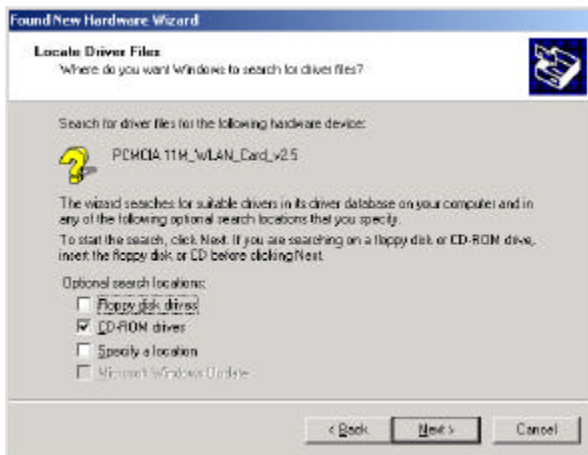 Found New Hardware Wizard
Locate Driver Files
Where do you want Windows to search for driver files?
Search for driver files for the following hardware device:
PCMCIA 11M_WLAN_Card_v2.5
The wizard searches for suitable drivers in its driver database on your computer and in
any of the following optional search locations that you specify.
To start the search, click Next. If you are searching on a floppy disk or CD-ROM drive,
insert the floppy disk or CD before clicking Next.
Optional search locations:
Floppy disk drives
CD-ROM drives
Specify a location
Microsoft Windows Update
< Back
Next >
Cancel